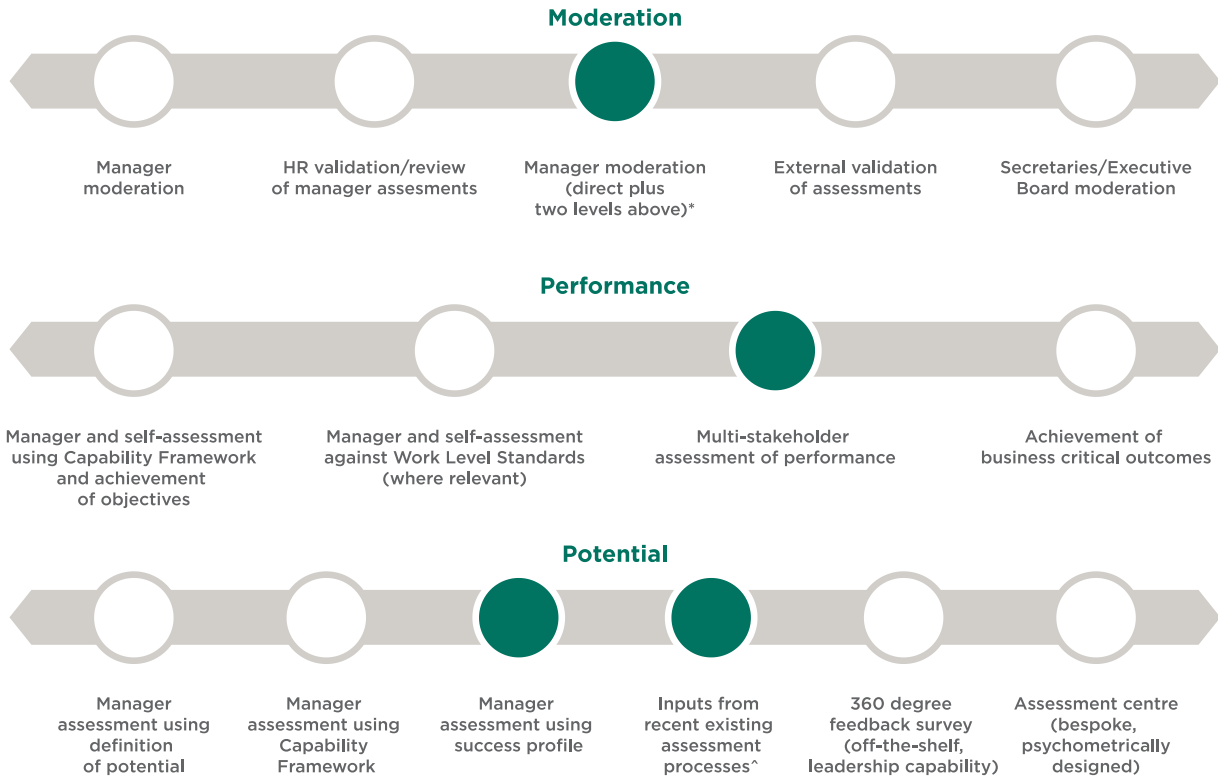 Moderation
Manager
moderation
HR validation/review
of manager assesments
Manager moderation
(direct plus
two levels above)*
External validation
of assessments
Secretaries/Executive
Board moderation
Performance
Manager and self-assessment
using Capability Framework
and achievement
of objectives
Manager and self-assessment
against Work Level Standards
(where relevant)
Multi-stakeholder
assessment of performance
Achievement of
business critical outcomes
Potential
Manager
assessment using
definition
of potential
Manager
assessment using
Capability
Framework
Manager
assessment using
success profile
Inputs from
recent existing
assessment
processes^
360 degree
feedback survey
(off-the-shelf,
leadership capability)
Assessment centre
(bespoke,
psychometrically
designed)